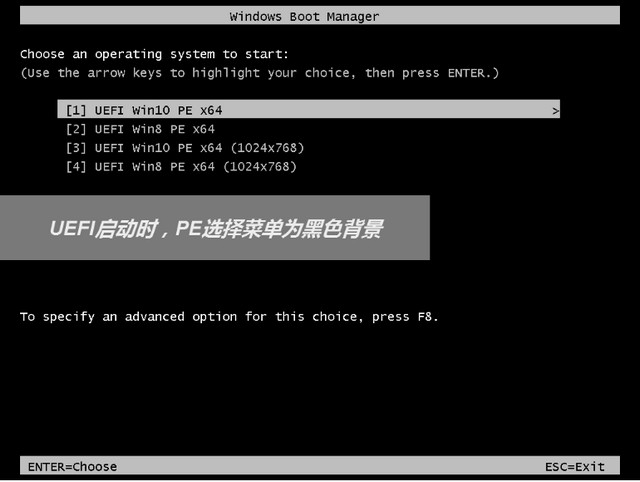 Windows Boot Manager
Choose an operating system to start:
(Use the arrow keys to highlight your choice, then press ENTER.)
[1] UEFI Win10 PE x64 >
[2] UEFI Win8 PE x64
[3] UEFI Win10 PE x64 (1024x768)
[4] UEFI Win8 PE x64 (1024x768)
UEFI启动时，PE选择菜单为黑色背景
To specify an advanced option for this choice, press F8.
ENTER=Choose ESC=Exit